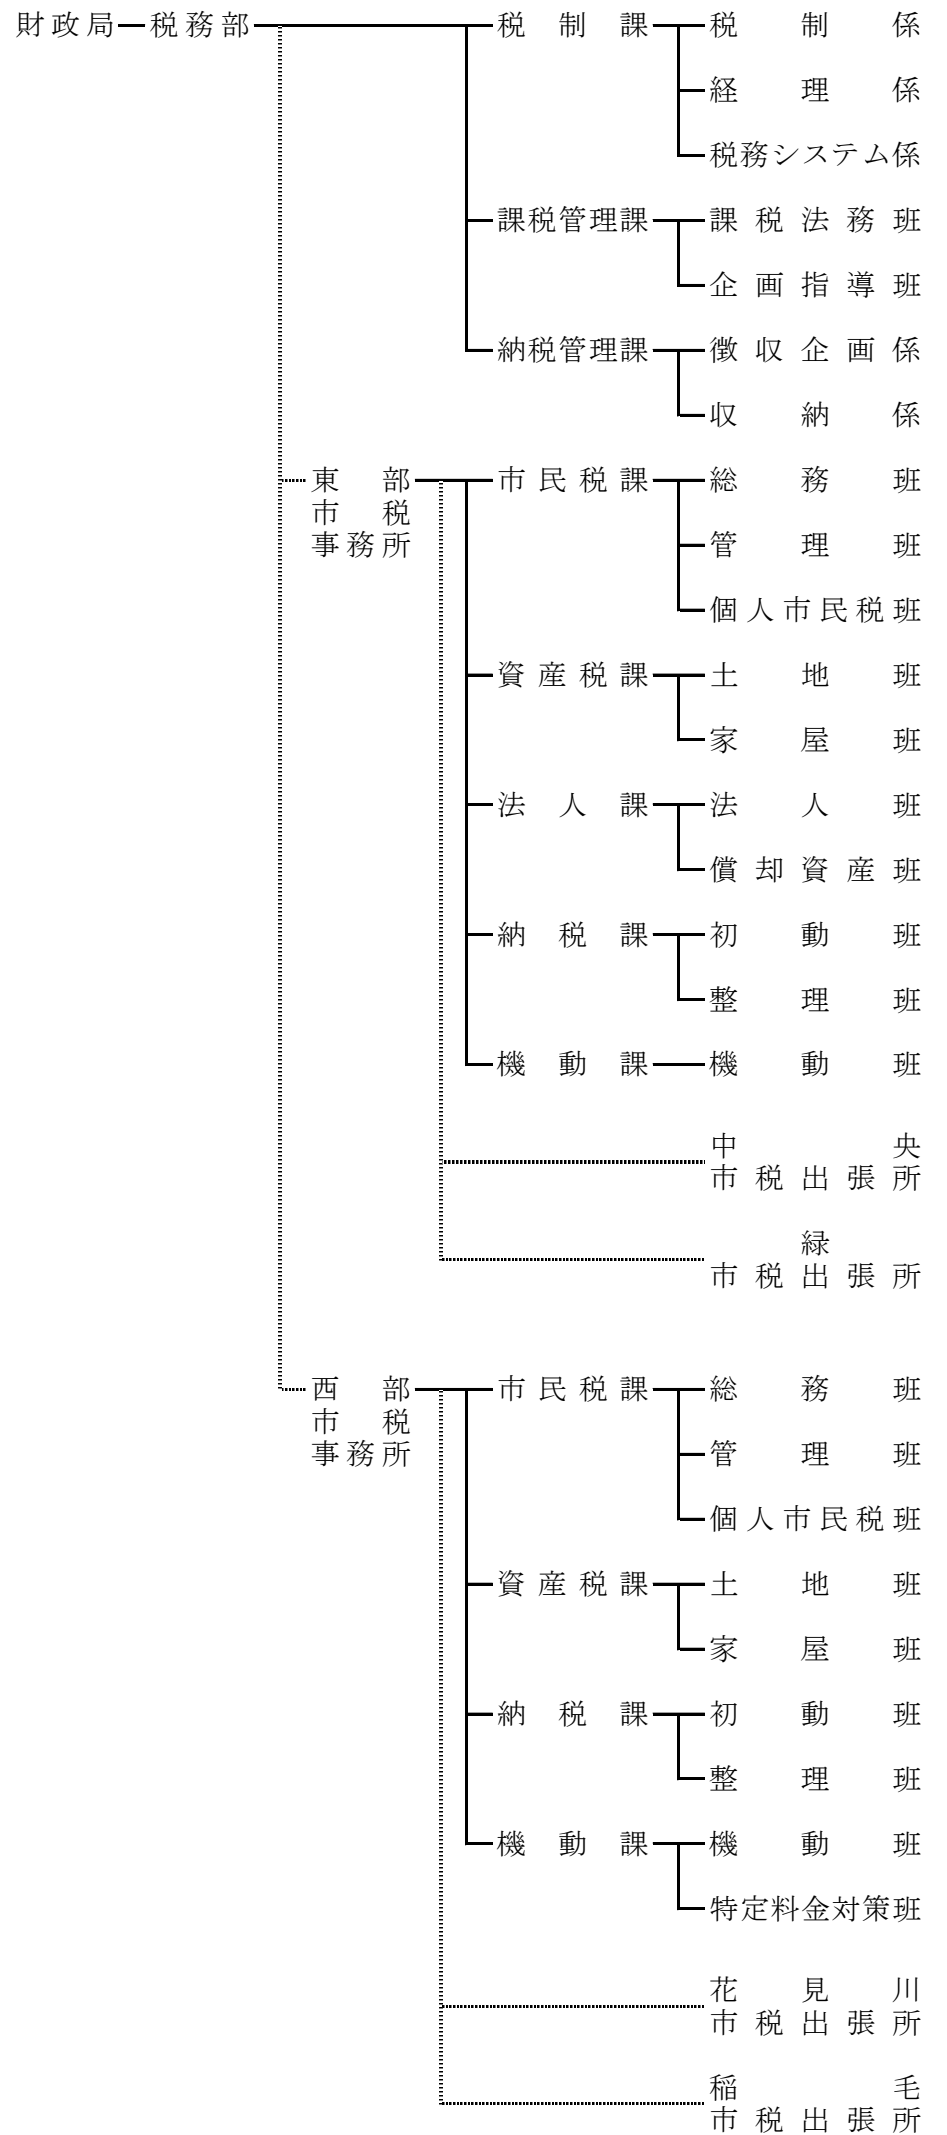 財政局 税務部 税制課 税制係
経理係
税務システム係
課税管理課 課税法務班
企画指導班
納税管理課 徴収企画係
収納係
東部 市民税課 総務班
市税
事務所 管理班
個人市民税班
資産税課 土地班
家屋班
法人課 法人班
償却資産班
納税課 初動班
整理班
機動課 機動班
中央
市税出張所
緑
市税出張所
西部 市民税課 総務班
市税
事務所 管理班
個人市民税班
資産税課 土地班
家屋班
納税課 初動班
整理班
機動課 機動班
特定料金対策班
花見川
市税出張所
稲毛
市税出張所